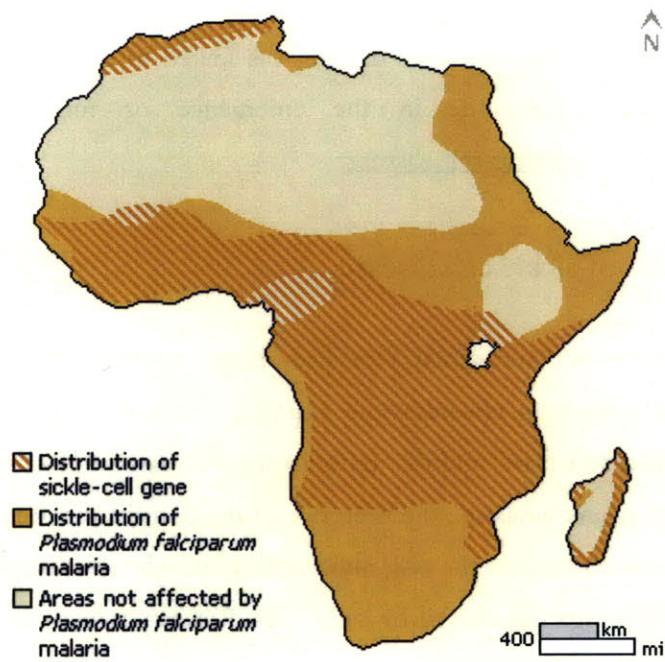 N
Distribution of
sickle-cell gene
Distribution of
Plasmodium falciparum
malaria
Areas not affected by
Plasmodium falciparum
malaria
400 km
mi